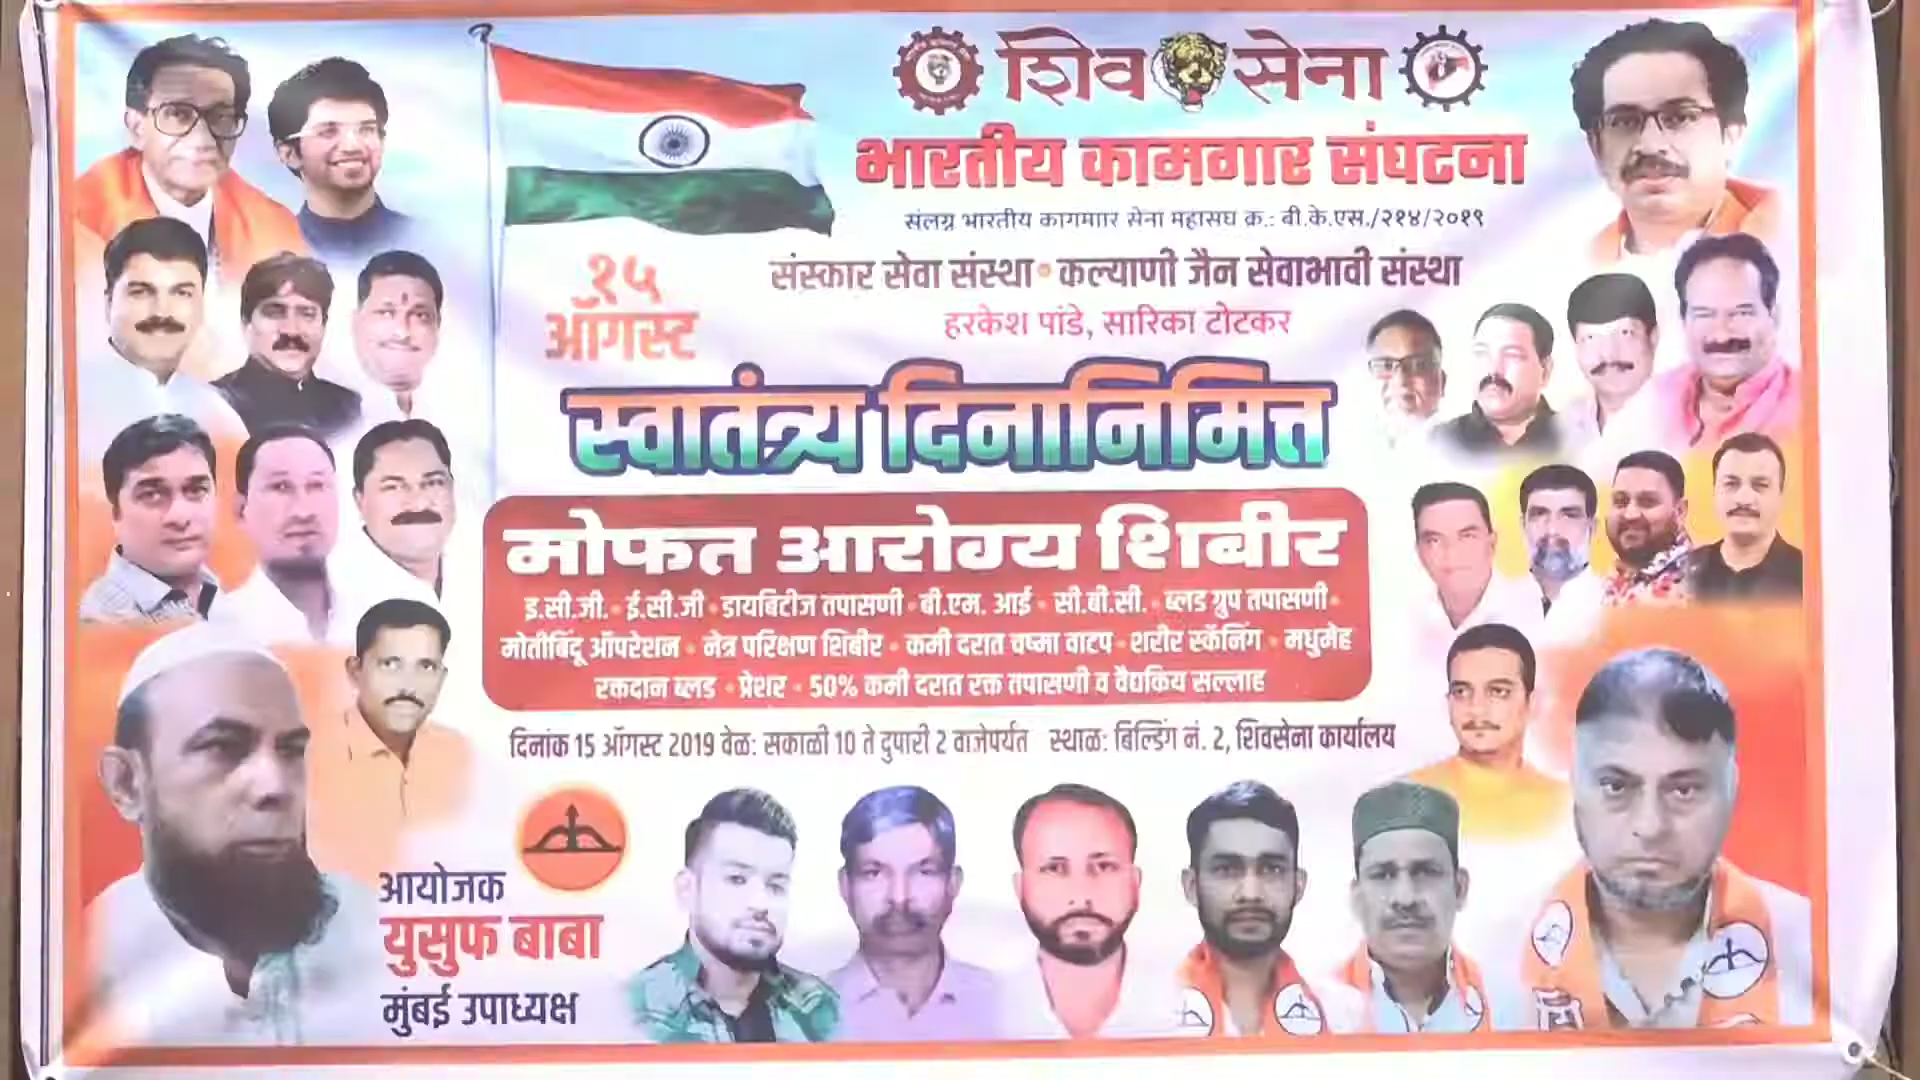 शिवसेना
भारतीय कामगार संघटना
संलग्न भारतीय कागमाार सेना महासघ क्र.: बी.के.एस./२१४/२०१९
१५
ऑगस्ट
संस्कार सेवा संस्था • कल्याणी जैन सेवाभावी संस्था
हरकेश पांडे, सारिका टोटकर
स्वातंत्र्य दिनानिमित्त
मोफत आरोग्य शिबीर
इ.सी.जी. • ई.सी.जी • डायबिटीज तपासणी • बी.एम. आई • सी.बी.सी. • ब्लड ग्रुप तपासणी •
मोतीबिंदू ऑपरेशन • नेत्र परिक्षण शिबीर • कमी दरात चष्मा वाटप • शरीर स्कॅनिंग • मधुमेह
रक्तदान ब्लड • प्रेशर • 50% कमी दरात रक्त तपासणी व वैद्यकिय सल्लाह
दिनांक 15 ऑगस्ट 2019 वेळ: सकाळी 10 ते दुपारी 2 वाजेपर्यंत स्थाळ: बिल्डिंग नं. 2, शिवसेना कार्यालय
आयोजक
युसुफ बाबा
मुंबई उपाध्यक्ष